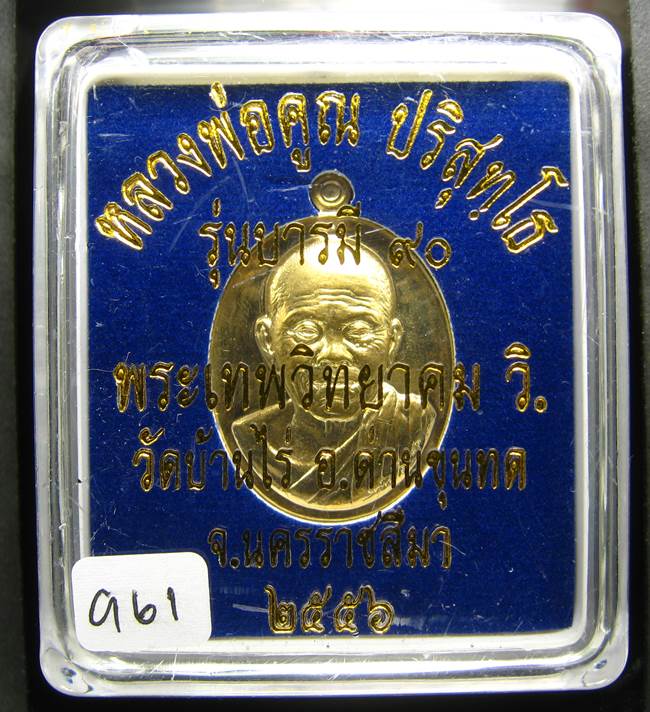 หลวงพ่อคูณ ปริสุทฺโธ
รุ่นบารมี ๙๐
พระเทพวิทยาคม วิ.
วัดบ้านไร่ อ.ด่านขุนทด
จ.นครราชสีมา
๒๕๕๖
961